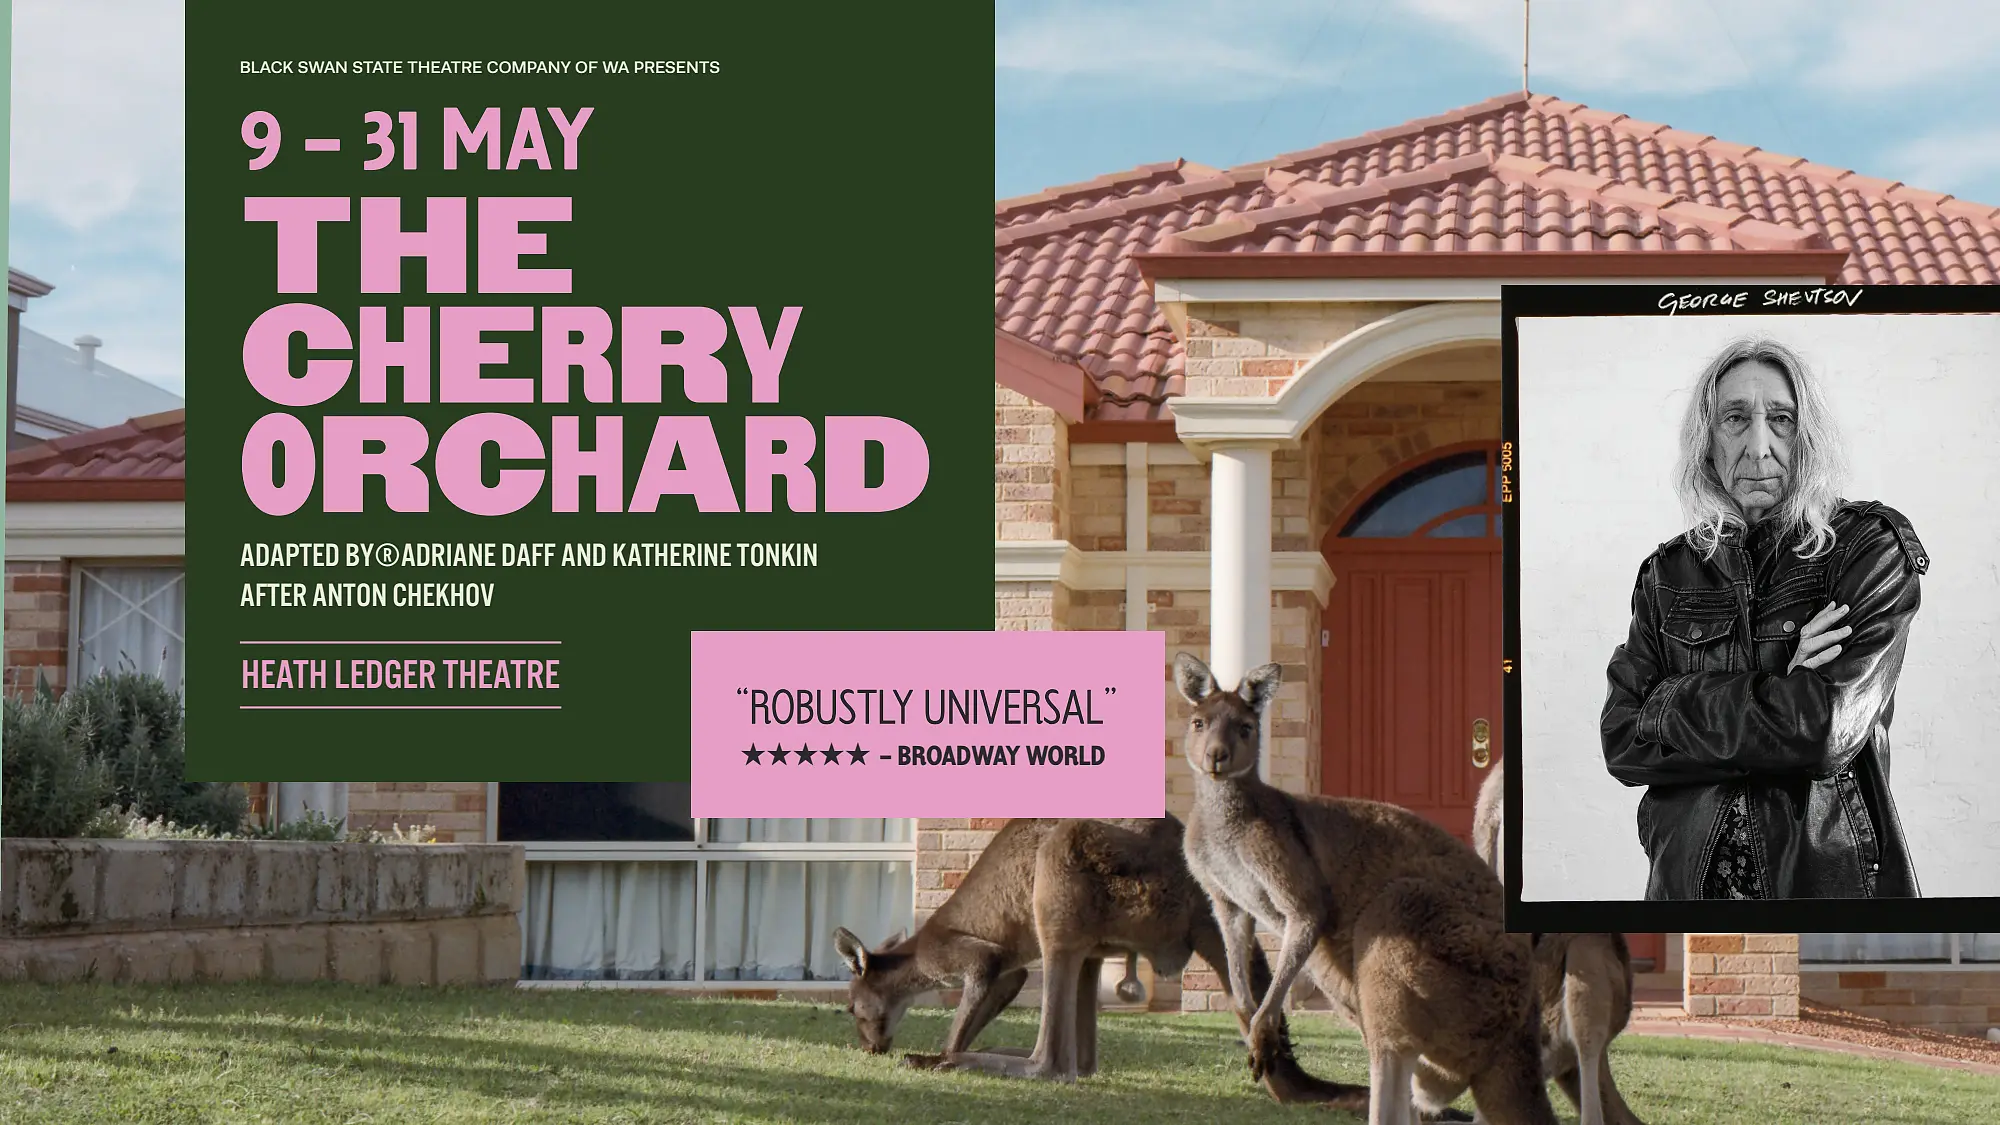 BLACK SWAN STATE THEATRE COMPANY OF WA PRESENTS
9 – 31 MAY
THE
CHERRY
ORCHARD
ADAPTED BY®ADRIANE DAFF AND KATHERINE TONKIN
AFTER ANTON CHEKHOV
HEATH LEDGER THEATRE
“ROBUSTLY UNIVERSAL”
★★★★★ – BROADWAY WORLD
GEORGE SHEVTSOV
EPP 5005
41